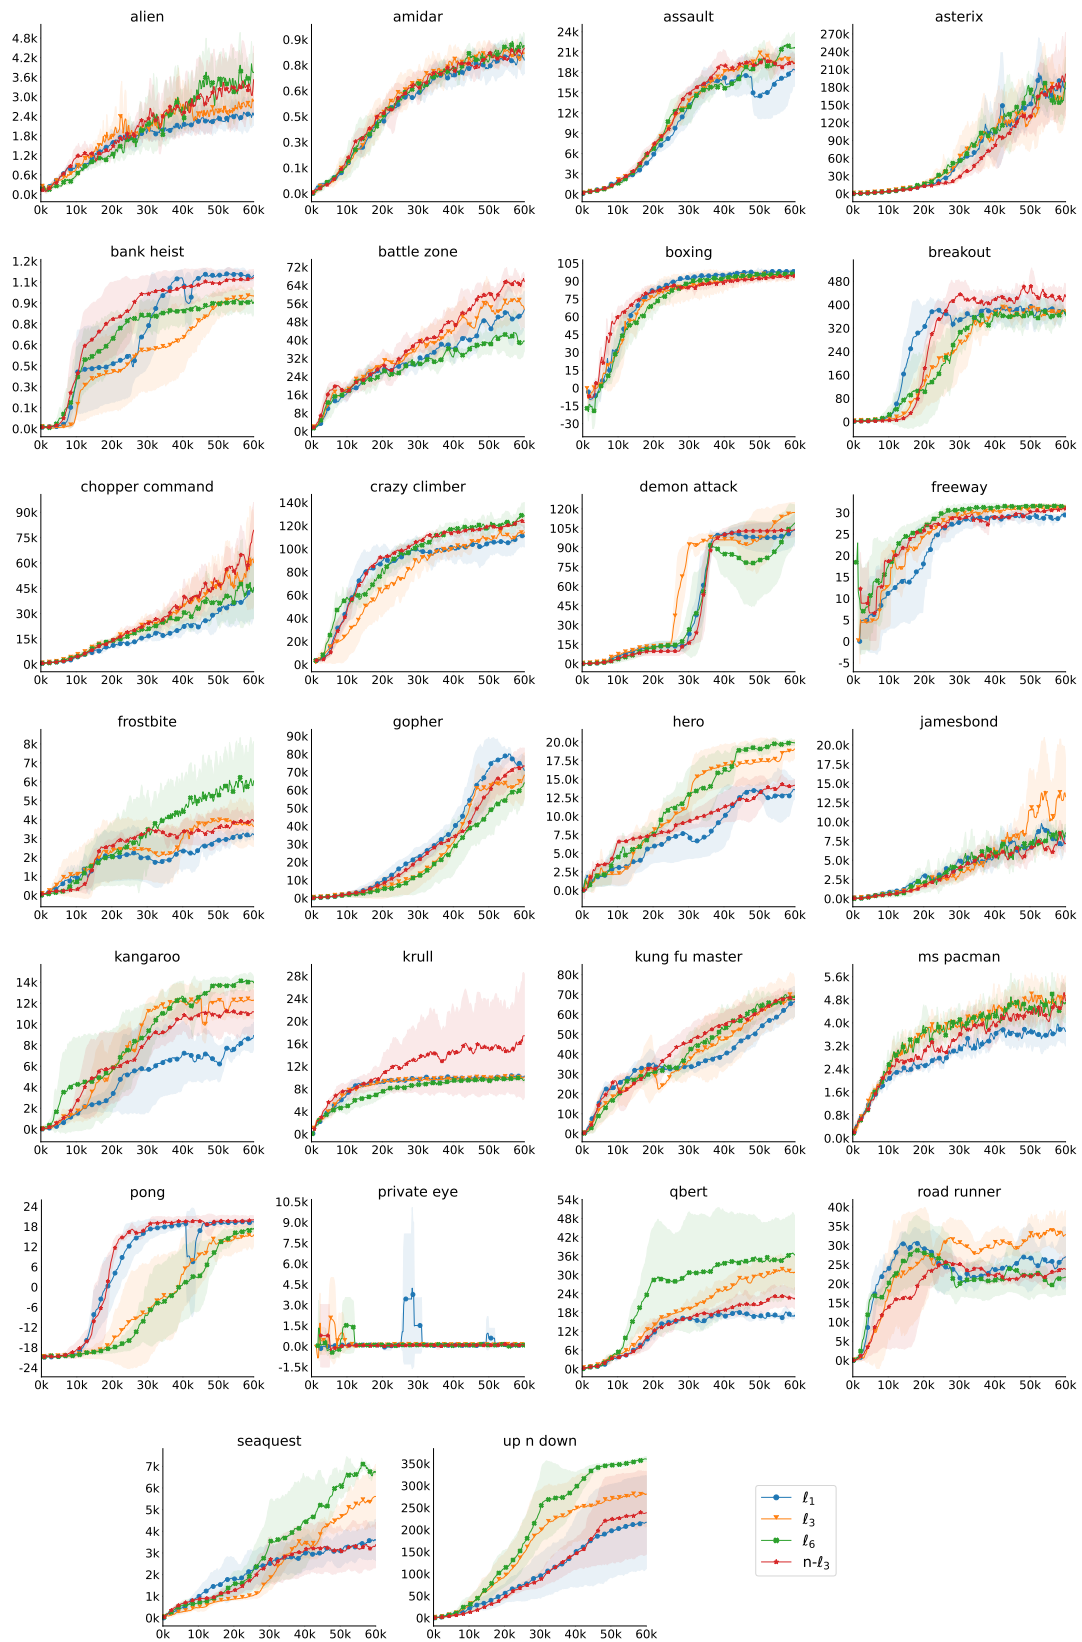 alien
4.8k
4.2k
3.6k
3.0k
2.4k
1.8k
1.2k
0.6k
0.0k
0k 10k 20k 30k 40k 50k 60k
amidar
0.9k
0.8k
0.6k
0.5k
0.3k
0.1k
0.0k
0k 10k 20k 30k 40k 50k 60k
assault
24k
21k
18k
15k
12k
9k
6k
3k
0k
0k 10k 20k 30k 40k 50k 60k
asterix
270k
240k
210k
180k
150k
120k
90k
60k
30k
0k
0k 10k 20k 30k 40k 50k 60k
bank heist
1.2k
1.1k
0.9k
0.8k
0.6k
0.5k
0.3k
0.1k
0.0k
0k 10k 20k 30k 40k 50k 60k
battle zone
72k
64k
56k
48k
40k
32k
24k
16k
8k
0k
0k 10k 20k 30k 40k 50k 60k
boxing
105
90
75
60
45
30
15
0
-15
-30
0k 10k 20k 30k 40k 50k 60k
breakout
480
400
320
240
160
80
0
0k 10k 20k 30k 40k 50k 60k
chopper command
90k
75k
60k
45k
30k
15k
0k
0k 10k 20k 30k 40k 50k 60k
crazy climber
140k
120k
100k
80k
60k
40k
20k
0k
0k 10k 20k 30k 40k 50k 60k
demon attack
120k
105k
90k
75k
60k
45k
30k
15k
0k
0k 10k 20k 30k 40k 50k 60k
freeway
30
25
20
15
10
5
0
-5
0k 10k 20k 30k 40k 50k 60k
frostbite
8k
7k
6k
5k
4k
3k
2k
1k
0k
0k 10k 20k 30k 40k 50k 60k
gopher
90k
80k
70k
60k
50k
40k
30k
20k
10k
0k
0k 10k 20k 30k 40k 50k 60k
hero
20.0k
17.5k
15.0k
12.5k
10.0k
7.5k
5.0k
2.5k
0.0k
0k 10k 20k 30k 40k 50k 60k
jamesbond
20.0k
17.5k
15.0k
12.5k
10.0k
7.5k
5.0k
2.5k
0.0k
0k 10k 20k 30k 40k 50k 60k
kangaroo
14k
12k
10k
8k
6k
4k
2k
0k
0k 10k 20k 30k 40k 50k 60k
krull
28k
24k
20k
16k
12k
8k
4k
0k
0k 10k 20k 30k 40k 50k 60k
kung fu master
80k
70k
60k
50k
40k
30k
20k
10k
0k
0k 10k 20k 30k 40k 50k 60k
ms pacman
5.6k
4.8k
4.0k
3.2k
2.4k
1.6k
0.8k
0.0k
0k 10k 20k 30k 40k 50k 60k
pong
24
18
12
6
0
-6
-12
-18
-24
0k 10k 20k 30k 40k 50k 60k
private eye
10.5k
9.0k
7.5k
6.0k
4.5k
3.0k
1.5k
0.0k
-1.5k
0k 10k 20k 30k 40k 50k 60k
qbert
54k
48k
42k
36k
30k
24k
18k
12k
6k
0k
0k 10k 20k 30k 40k 50k 60k
road runner
40k
35k
30k
25k
20k
15k
10k
5k
0k
0k 10k 20k 30k 40k 50k 60k
seaquest
7k
6k
5k
4k
3k
2k
1k
0k
0k 10k 20k 30k 40k 50k 60k
up n down
350k
300k
250k
200k
150k
100k
50k
0k
0k 10k 20k 30k 40k 50k 60k
ℓ₁
ℓ₃
ℓ₆
n-ℓ₃